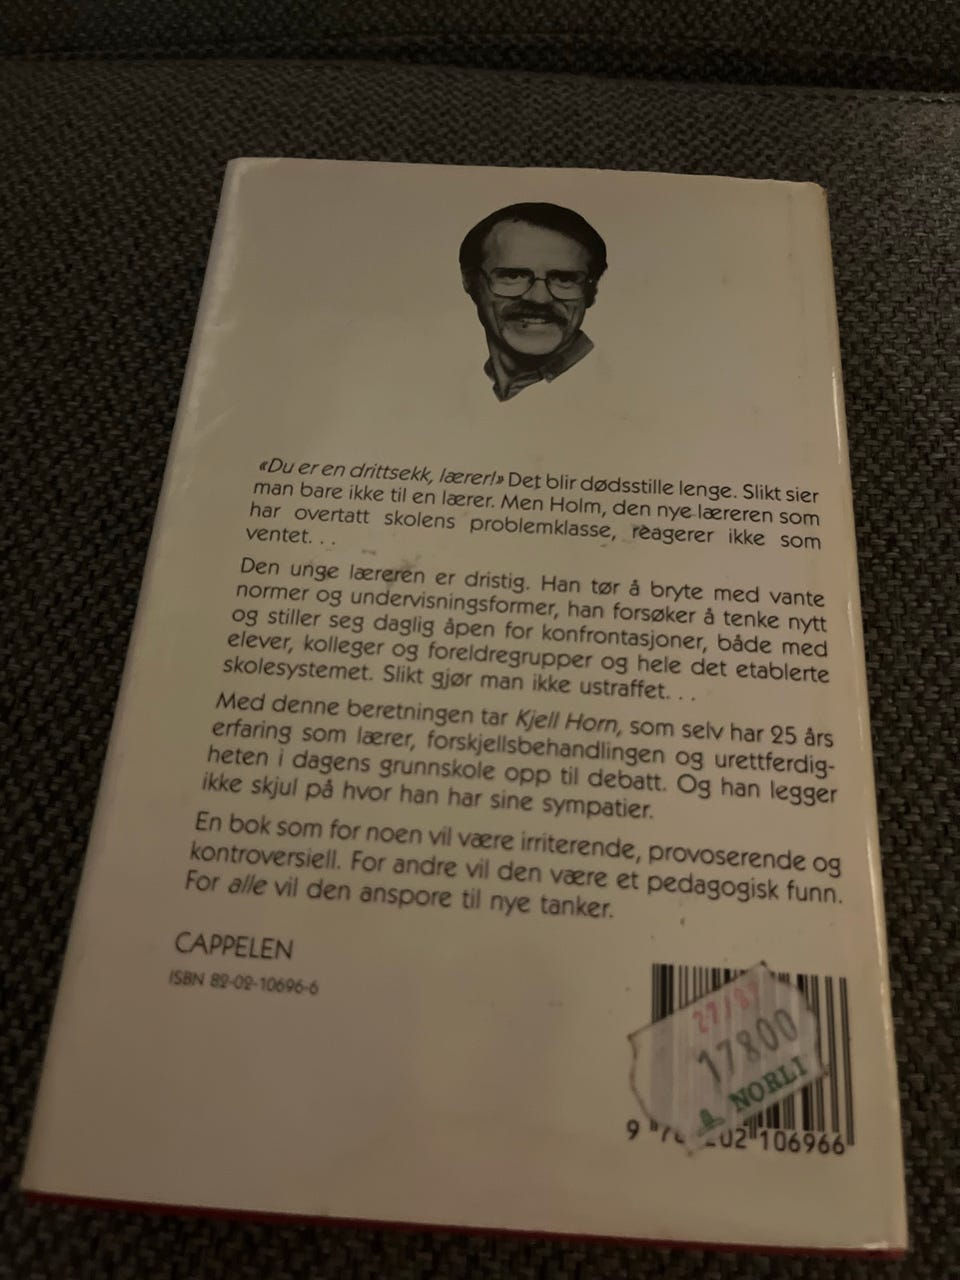 «Du er en drittsekk, lærer!» Det blir dødsstille lenge. Slikt sier
man bare ikke til en lærer. Men Holm, den nye læreren som
har overtatt skolens problemklasse, reagerer ikke som
ventet. . .
Den unge læreren er dristig. Han tør å bryte med vante
normer og undervisningsformer, han forsøker å tenke nytt
og stiller seg daglig åpen for konfrontasjoner, både med
elever, kolleger og foreldregrupper og hele det etablerte
skolesystemet. Slikt gjør man ikke ustraffet. . .
Med denne beretningen tar Kjell Horn, som selv har 25 års
erfaring som lærer, forskjellsbehandlingen og urettferdig-
heten i dagens grunnskole opp til debatt. Og han legger
ikke skjul på hvor han har sine sympatier.
En bok som for noen vil være irriterende, provoserende og
kontroversiell. For andre vil den være et pedagogisk funn.
For alle vil den anspore til nye tanker.
CAPPELEN
ISBN 82-02-10696-6
27/87
17800
NORLI
9 202 106966